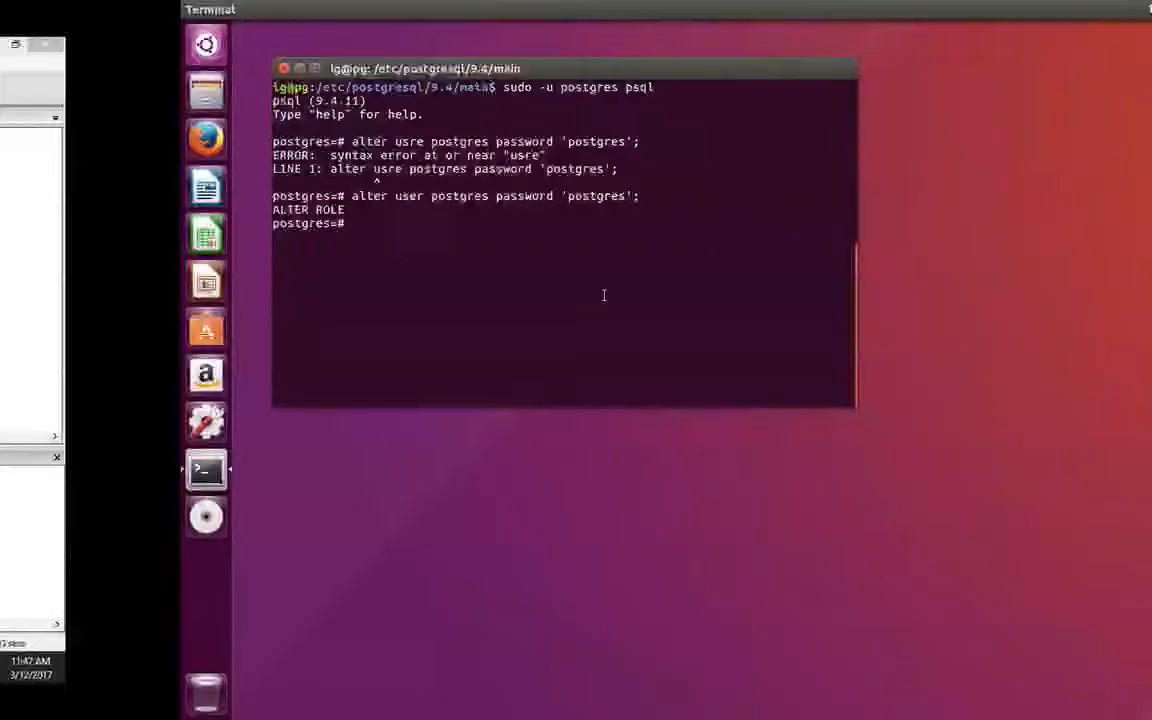 Terminal
lg@pg: /etc/postgresql/9.4/main
lg@pg:/etc/postgresql/9.4/main$ sudo -u postgres psql
psql (9.4.11)
Type "help" for help.
postgres=# alter usre postgres password 'postgres';
ERROR:  syntax error at or near "usre"
LINE 1: alter usre postgres password 'postgres';
^
postgres=# alter user postgres password 'postgres';
ALTER ROLE
postgres=#
11:47 AM
3/12/2017